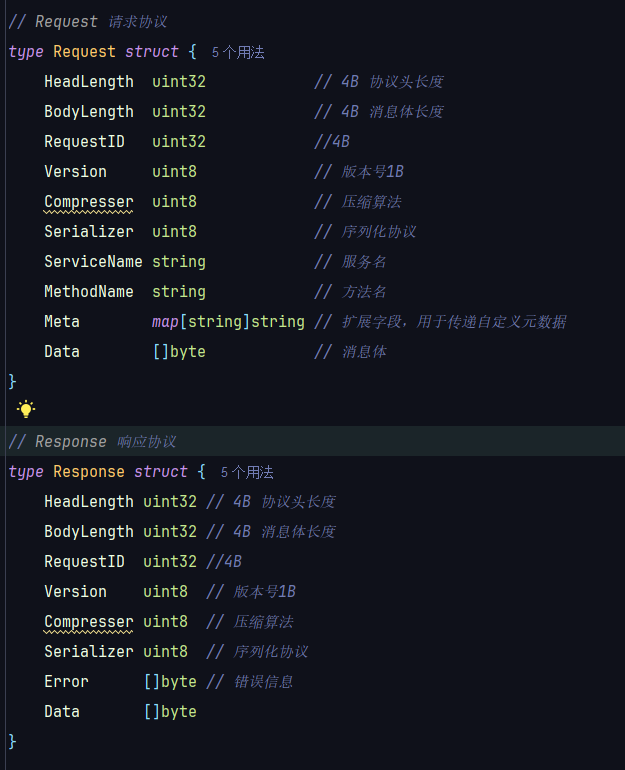 // Request 请求协议
type Request struct { 5 个用法
HeadLength uint32 // 4B 协议头长度
BodyLength uint32 // 4B 消息体长度
RequestID uint32 //4B
Version uint8 // 版本号1B
Compresser uint8 // 压缩算法
Serializer uint8 // 序列化协议
ServiceName string // 服务名
MethodName string // 方法名
Meta map[string]string // 扩展字段，用于传递自定义元数据
Data []byte // 消息体
}
// Response 响应协议
type Response struct { 5 个用法
HeadLength uint32 // 4B 协议头长度
BodyLength uint32 // 4B 消息体长度
RequestID uint32 //4B
Version uint8 // 版本号1B
Compresser uint8 // 压缩算法
Serializer uint8 // 序列化协议
Error []byte // 错误信息
Data []byte
}